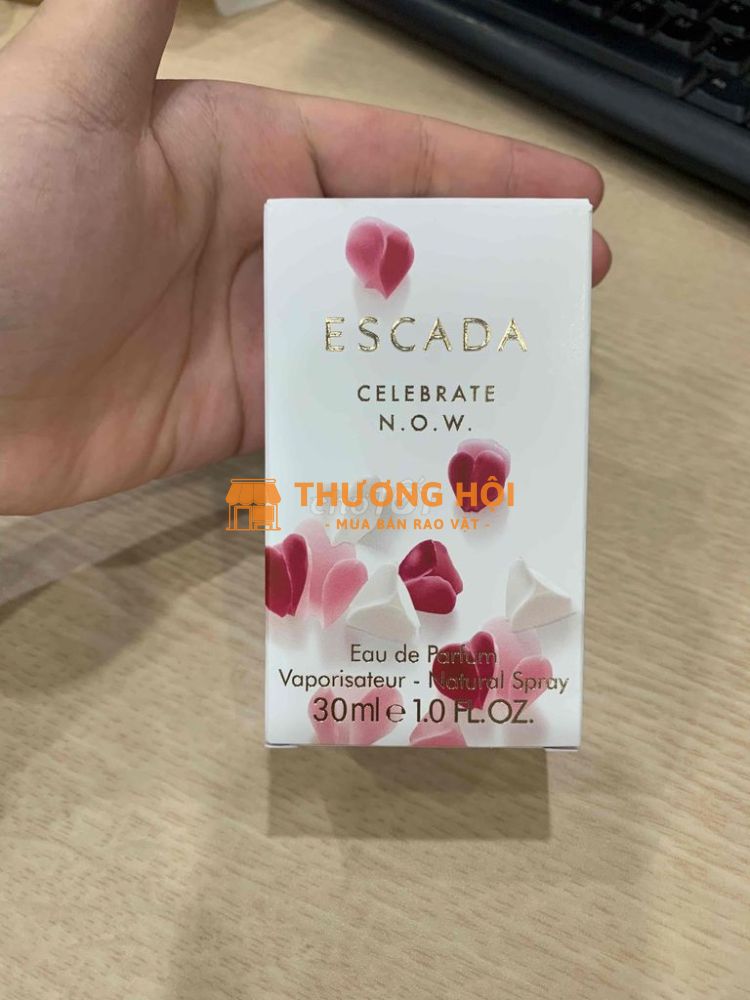 ESCADA
CELEBRATE
N.O.W.
THƯƠNG HỘI
- MUA BÁN RAO VẶT -
Eau de Parfum
Vaporisateur - Natural Spray
30ml e 1.0 FL.OZ.